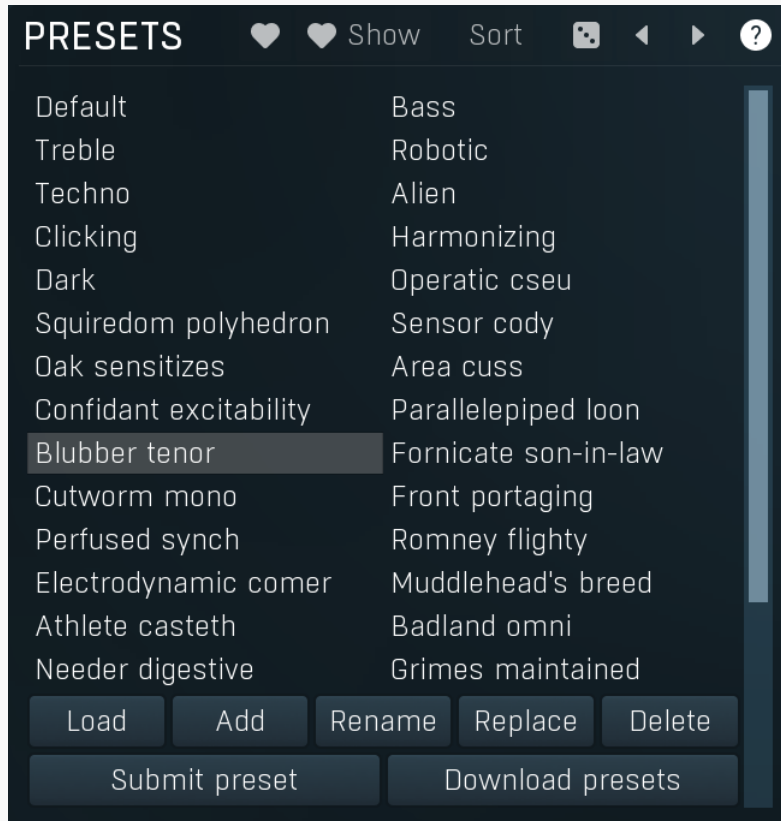 PRESETS Show Sort ?
Default Bass
Treble Robotic
Techno Alien
Clicking Harmonizing
Dark Operatic cseu
Squiredom polyhedron Sensor cody
Oak sensitizes Area cuss
Confidant excitability Parallelepiped loon
Blubber tenor Fornicate son-in-law
Cutworm mono Front portaging
Perfused synch Romney flighty
Electrodynamic comer Muddlehead's breed
Athlete casteth Badland omni
Needer digestive Grimes maintained
Load Add Rename Replace Delete
Submit preset Download presets